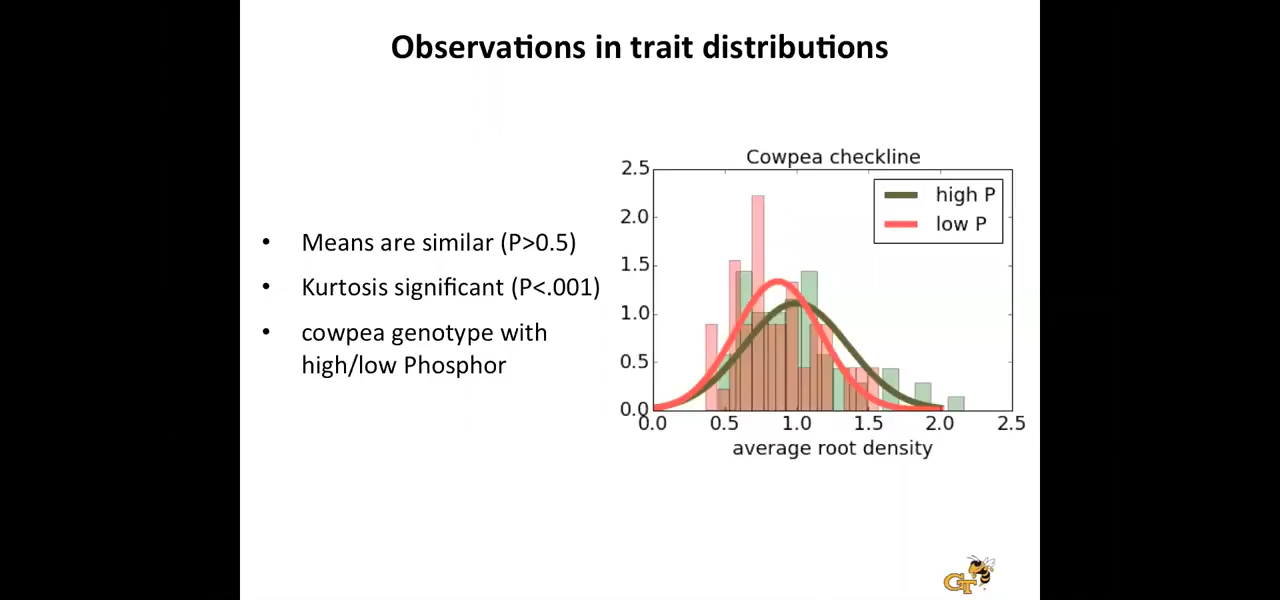 Observations in trait distributions
• Means are similar (P>0.5)
• Kurtosis significant (P<.001)
• cowpea genotype with
high/low Phosphor
Cowpea checkline
high P
low P
2.5
2.0
1.5
1.0
0.5
0.0
0.0 0.5 1.0 1.5 2.0 2.5
average root density
GT